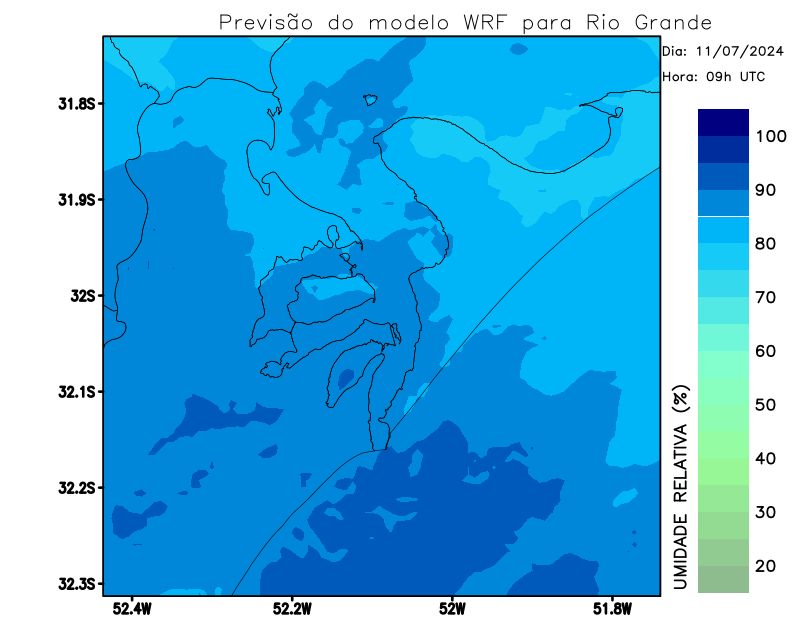 Previsão do modelo WRF para Rio Grande
Dia: 11/07/2024
Hora: 09h UTC
31.8S
31.9S
32S
32.1S
32.2S
32.3S
52.4W
52.2W
52W
51.8W
100
90
80
70
60
50
40
30
20
UMIDADE RELATIVA (%)